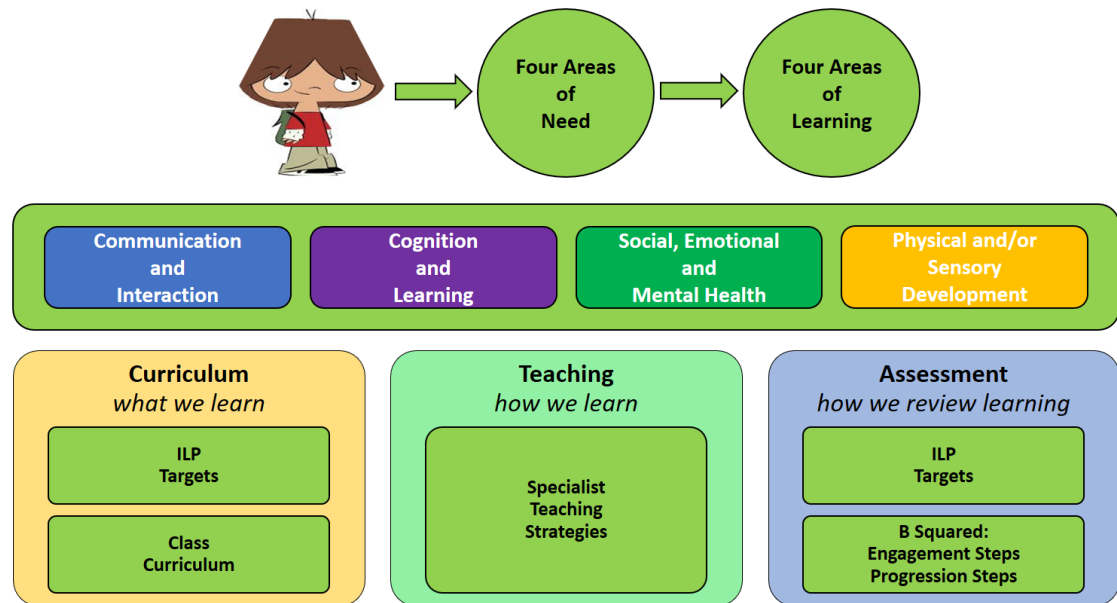 Four Areas
of
Need
Four Areas
of
Learning
Communication
and
Interaction
Cognition
and
Learning
Social, Emotional
and
Mental Health
Physical and/or
Sensory
Development
Curriculum
what we learn
ILP
Targets
Class
Curriculum
Teaching
how we learn
Specialist
Teaching
Strategies
Assessment
how we review learning
ILP
Targets
B Squared:
Engagement Steps
Progression Steps